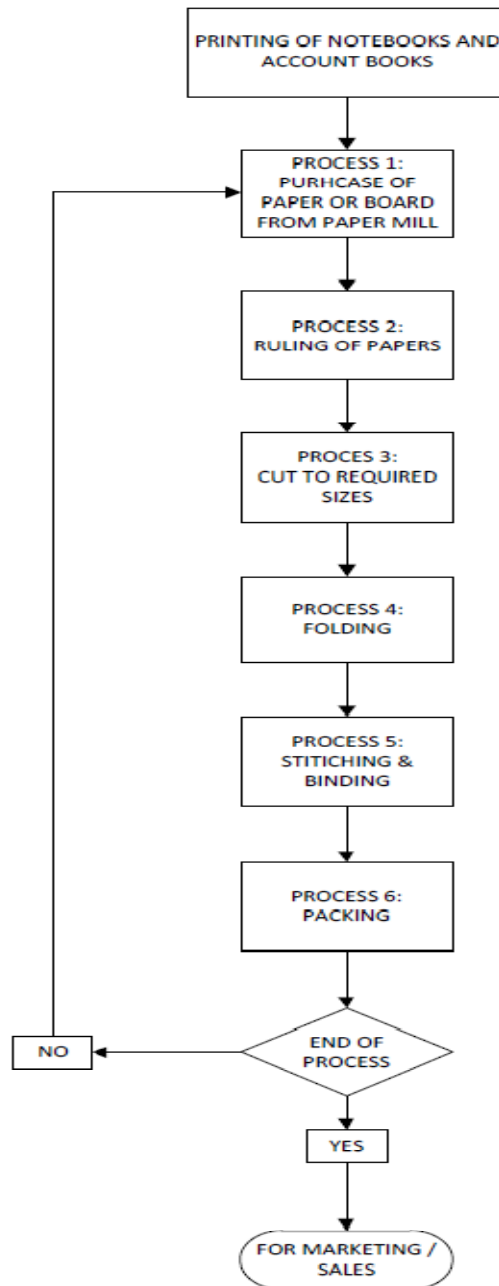 PRINTING OF NOTEBOOKS AND
ACCOUNT BOOKS
PROCESS 1:
PURHCASE OF
PAPER OR BOARD
FROM PAPER MILL
PROCESS 2:
RULING OF PAPERS
PROCES 3:
CUT TO REQUIRED
SIZES
PROCESS 4:
FOLDING
PROCESS 5:
STITICHING &
BINDING
PROCESS 6:
PACKING
END OF
PROCESS
NO
YES
FOR MARKETING /
SALES